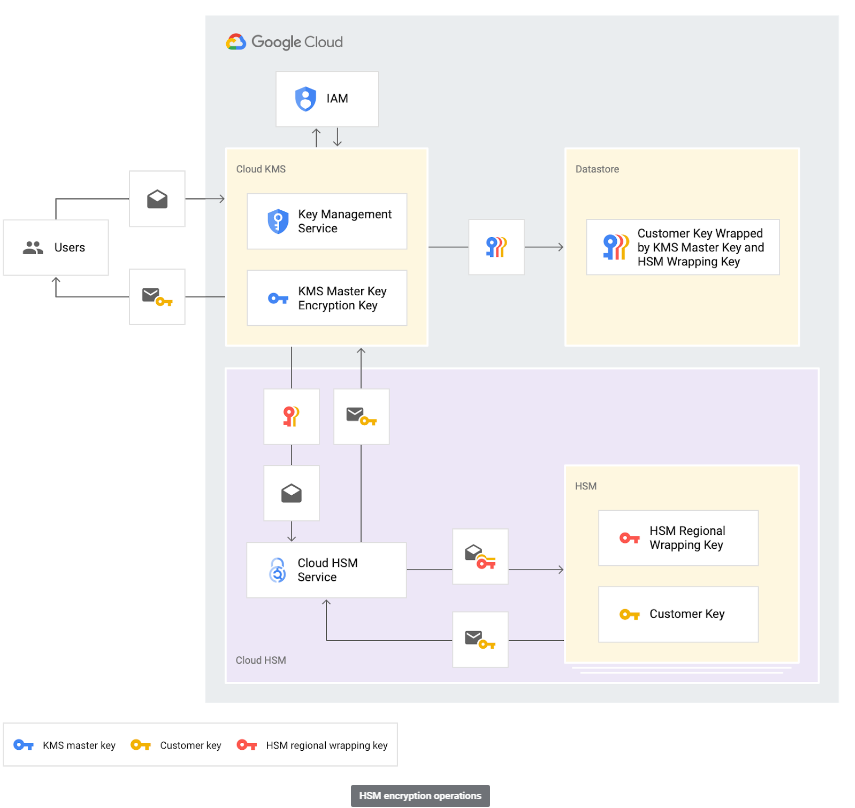 Google Cloud
IAM
Cloud KMS
Datastore
Key Management
Service
Users
Customer Key Wrapped
by KMS Master Key and
HSM Wrapping Key
KMS Master Key
Encryption Key
HSM
HSM Regional
Wrapping Key
Cloud HSM
Service
Customer Key
Cloud HSM
KMS master key
Customer key
HSM regional wrapping key
HSM encryption operations